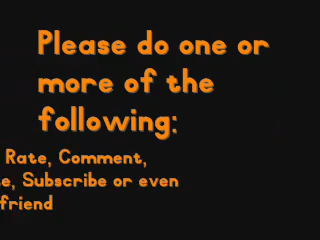 Please do one or
more of the
following:
Rate, Comment,
e, Subscribe or even
friend